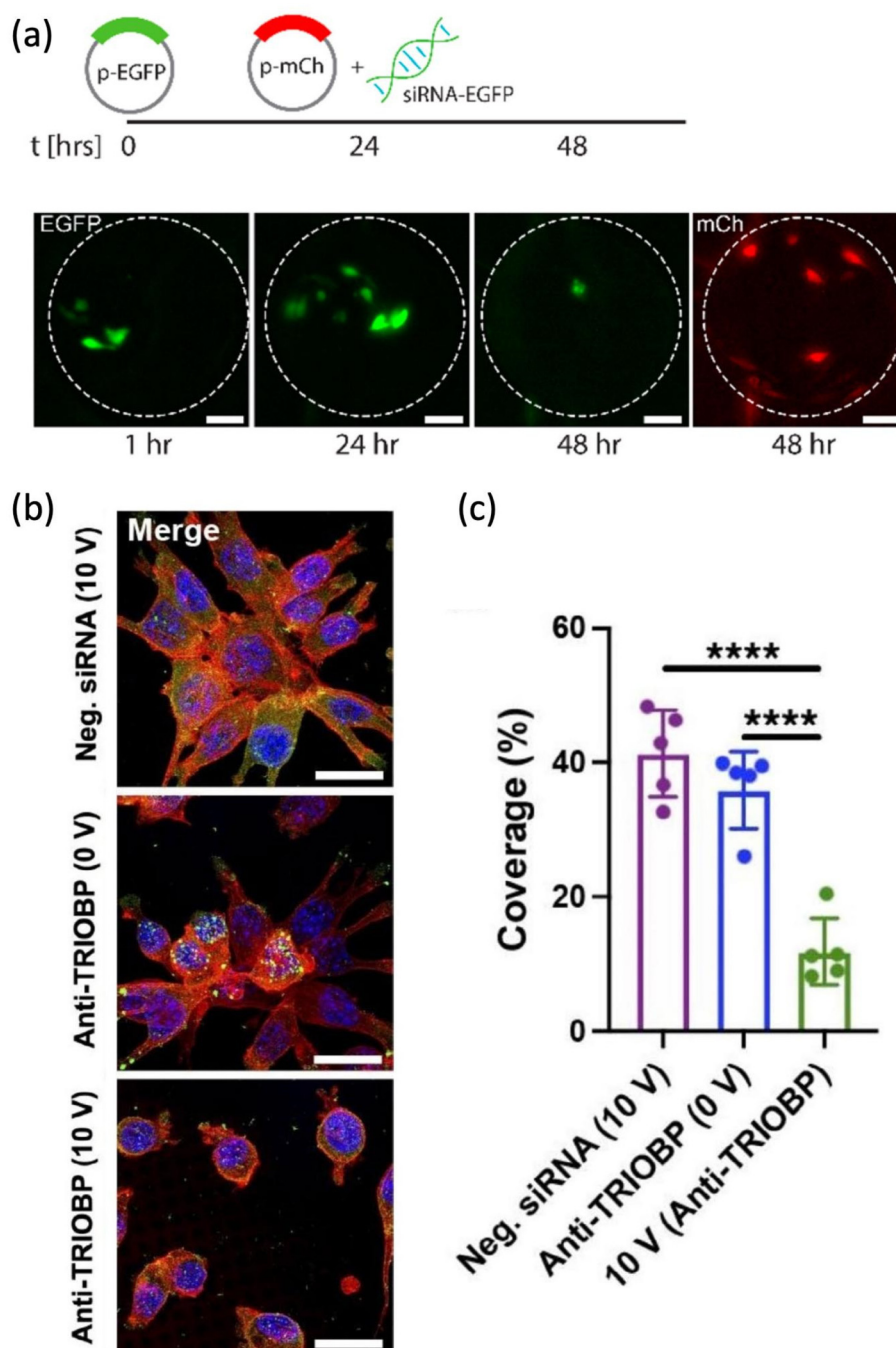 (a)
p-EGFP
p-mCh
+
siRNA-EGFP
t [hrs] 0 24 48
EGFP
mCh
1 hr
24 hr
48 hr
48 hr
(b)
Merge
Neg. siRNA (10 V)
Anti-TRIOBP (0 V)
Anti-TRIOBP (10 V)
(c)
Coverage (%)
60
40
20
0
****
****
Neg. siRNA (10 V)
Anti-TRIOBP (0 V)
10 V (Anti-TRIOBP)